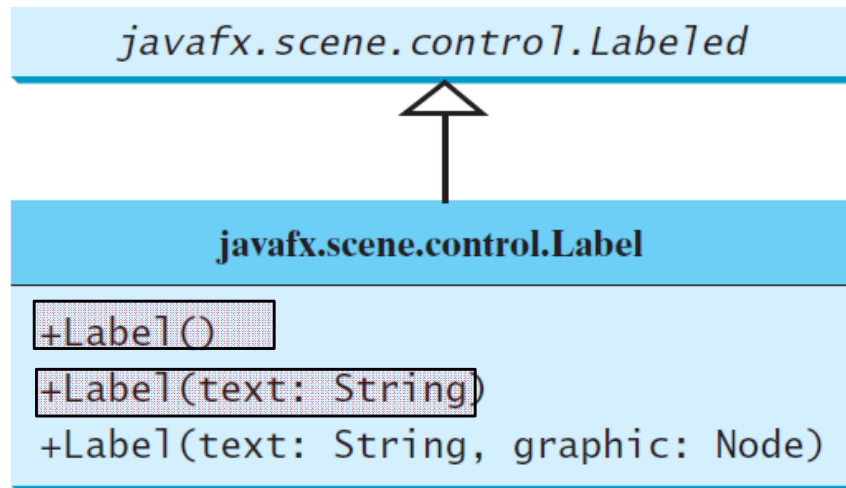 javafx.scene.control.Labeled
javafx.scene.control.Label
+Label()
+Label(text: String)
+Label(text: String, graphic: Node)